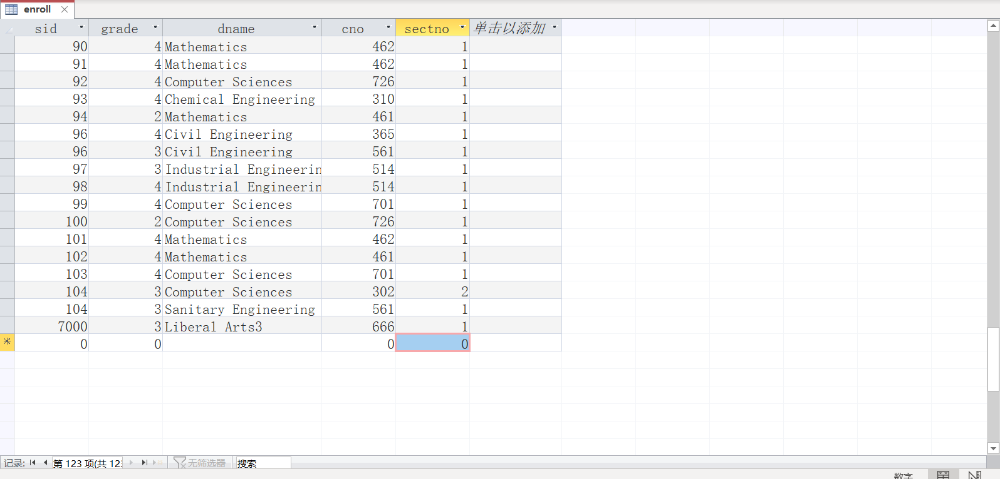 enroll
sid grade dname cno sectno 单击以添加
90 4 Mathematics 462 1
91 4 Mathematics 462 1
92 4 Computer Sciences 726 1
93 4 Chemical Engineering 310 1
94 2 Mathematics 461 1
96 4 Civil Engineering 365 1
96 3 Civil Engineering 561 1
97 3 Industrial Engineerin 514 1
98 4 Industrial Engineerin 514 1
99 4 Computer Sciences 701 1
100 2 Computer Sciences 726 1
101 4 Mathematics 462 1
102 4 Mathematics 461 1
103 4 Computer Sciences 701 1
104 3 Computer Sciences 302 2
104 3 Sanitary Engineering 561 1
7000 3 Liberal Arts3 666 1
* 0 0 0 0
记录: 第 123 项(共 123 无筛选器 搜索
数字